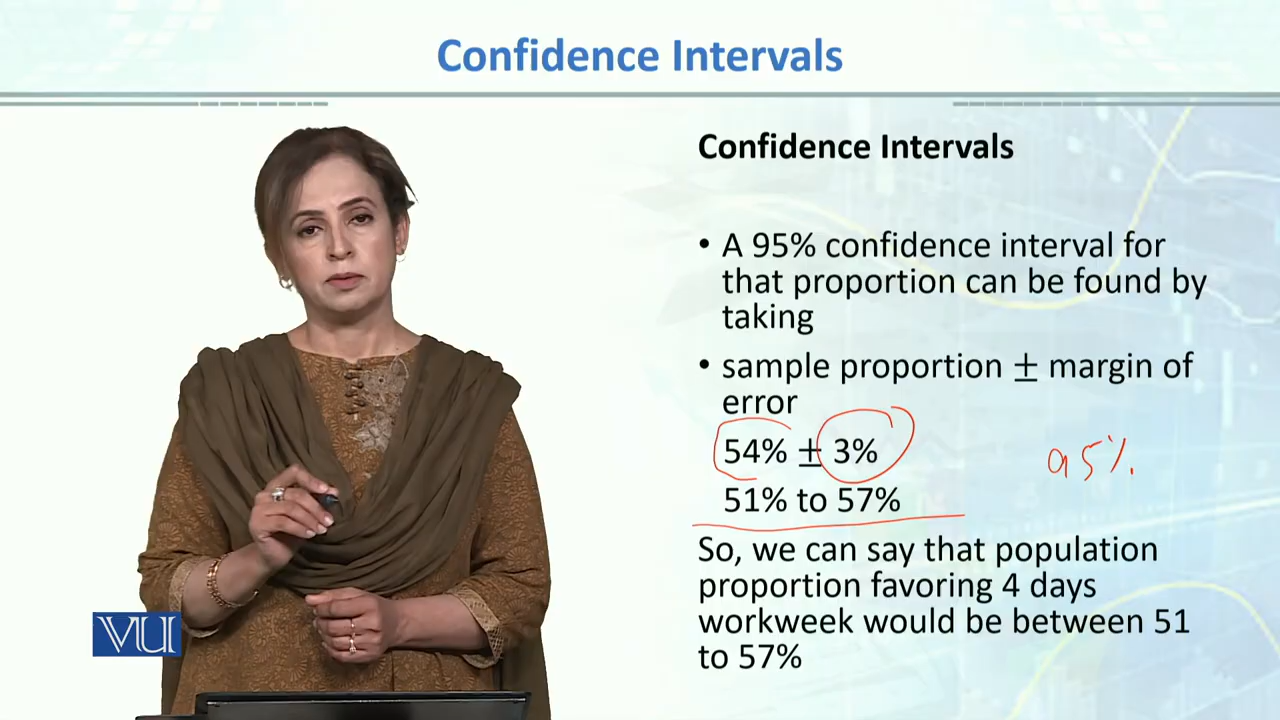 Confidence Intervals
Confidence Intervals
• A 95% confidence interval for
that proportion can be found by
taking
• sample proportion ± margin of
error
54% ± 3%
95%
51% to 57%
So, we can say that population
proportion favoring 4 days
workweek would be between 51
to 57%
VU